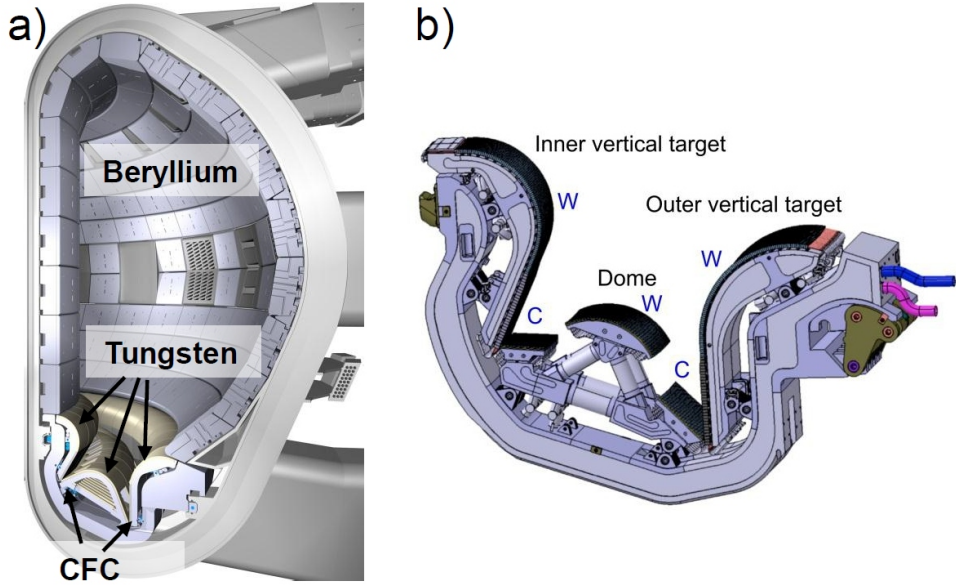 a)
Beryllium
Tungsten
CFC
b)
Inner vertical target
W
Outer vertical target
W
Dome
W
C
C